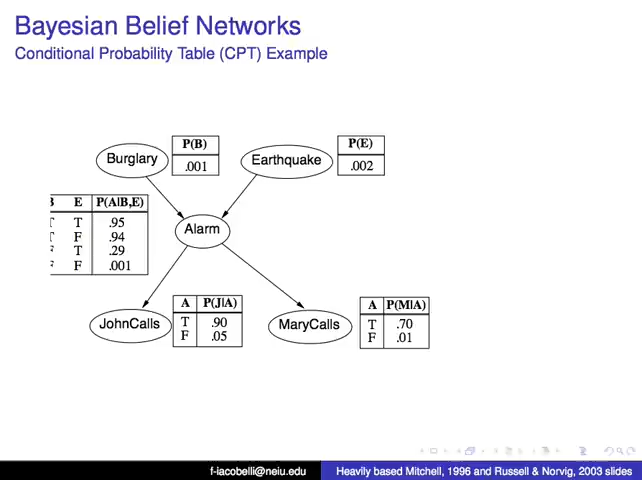 Bayesian Belief Networks
Conditional Probability Table (CPT) Example
P(B)
.001
P(E)
.002
Burglary
Earthquake
B E P(A|B,E)
T T .95
T F .94
F T .29
F F .001
Alarm
A P(J|A)
T .90
F .05
JohnCalls
MaryCalls
A P(M|A)
T .70
F .01
f-iacobelli@neiu.edu Heavily based Mitchell, 1996 and Russell & Norvig, 2003 slides